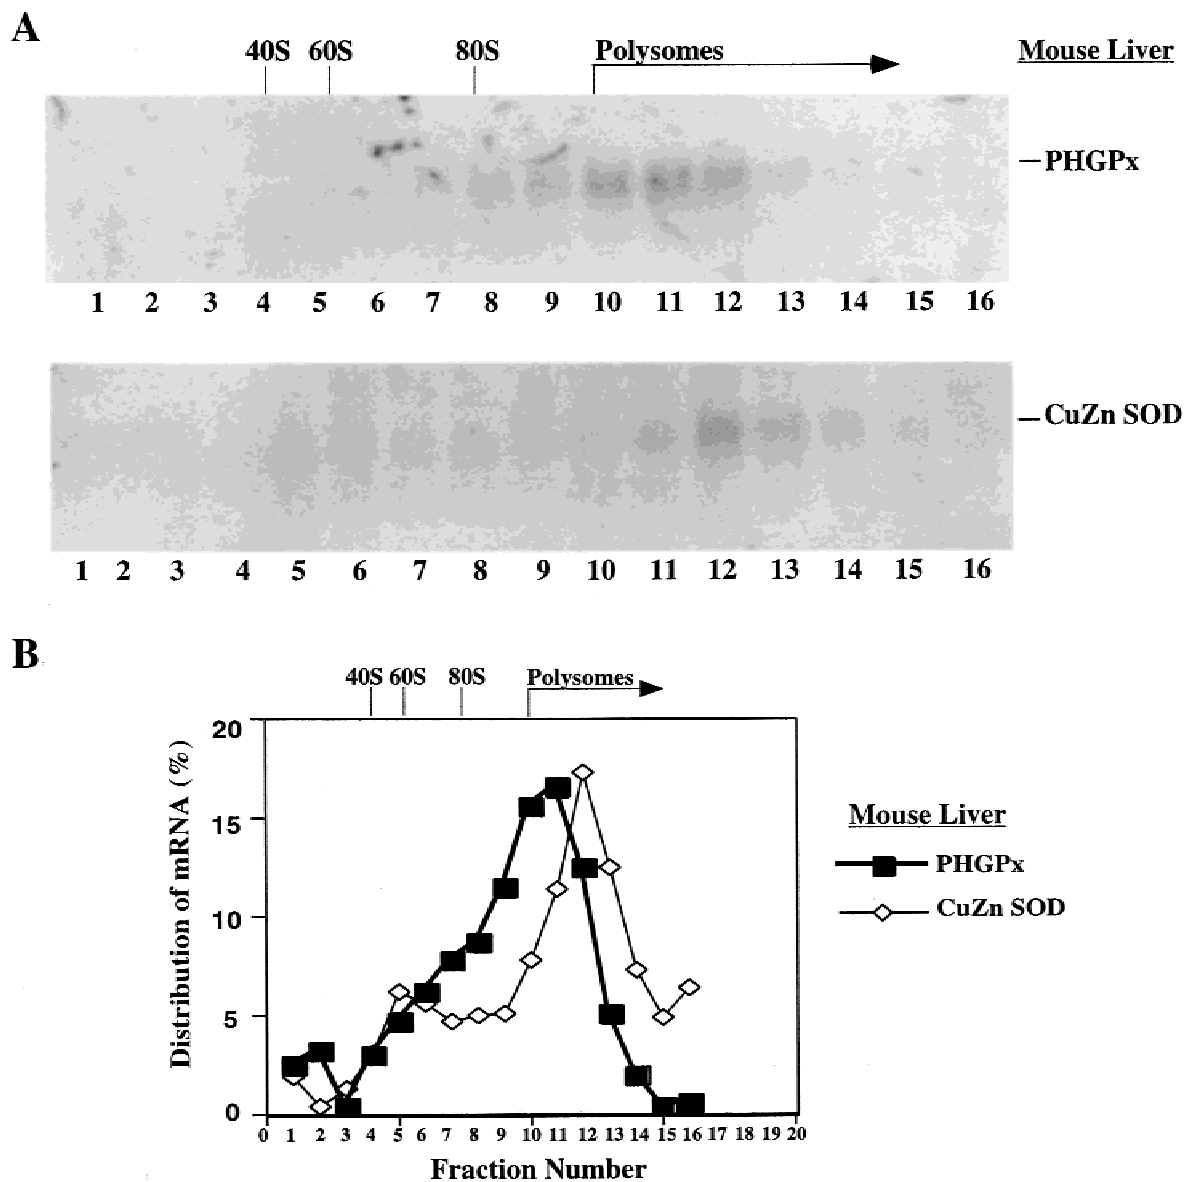 A
40S 60S 80S Polysomes Mouse Liver
PHGPx
1 2 3 4 5 6 7 8 9 10 11 12 13 14 15 16
CuZn SOD
1 2 3 4 5 6 7 8 9 10 11 12 13 14 15 16
B
40S 60S 80S Polysomes
20
15
10
5
0
Distribution of mRNA (%)
0 1 2 3 4 5 6 7 8 9 10 11 12 13 14 15 16 17 18 19 20
Fraction Number
Mouse Liver
PHGPx
CuZn SOD